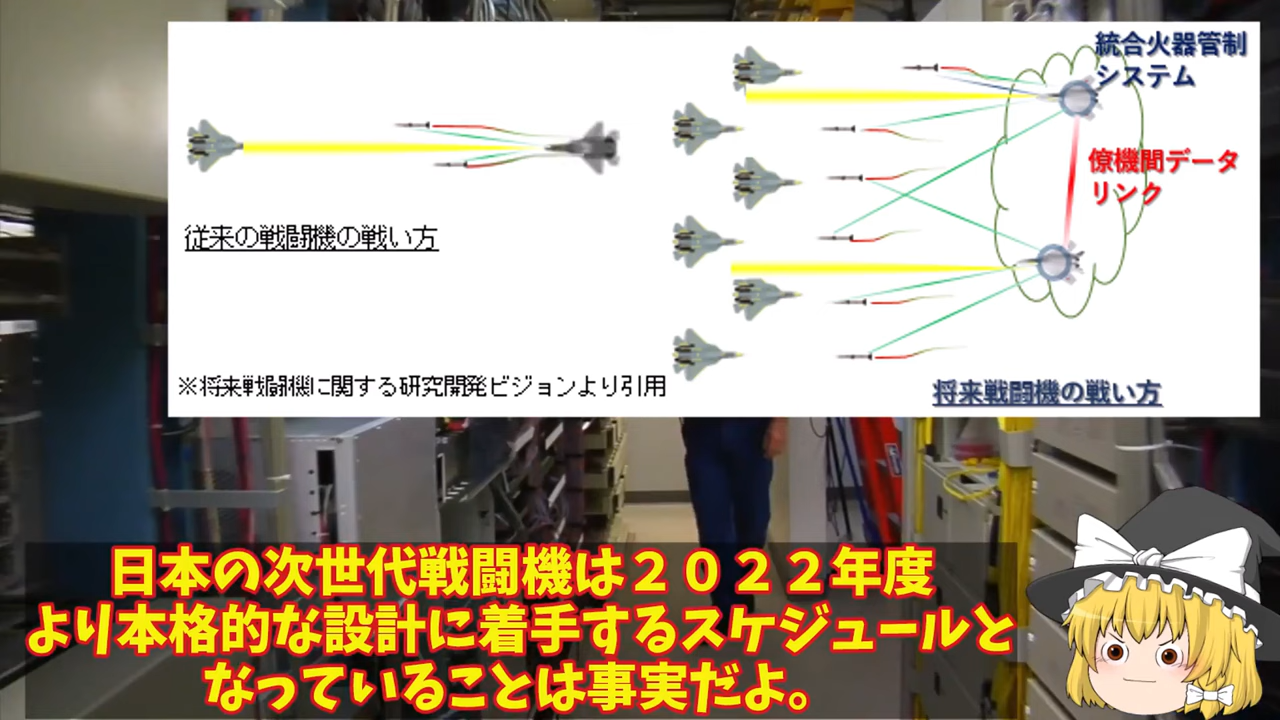 統合火器管制
システム
僚機間データ
リンク
従来の戦闘機の戦い方
※将来戦闘機に関する研究開発ビジョンより引用
将来戦闘機の戦い方
日本の次世代戦闘機は２０２２年度
より本格的な設計に着手するスケジュールと
なっていることは事実だよ。